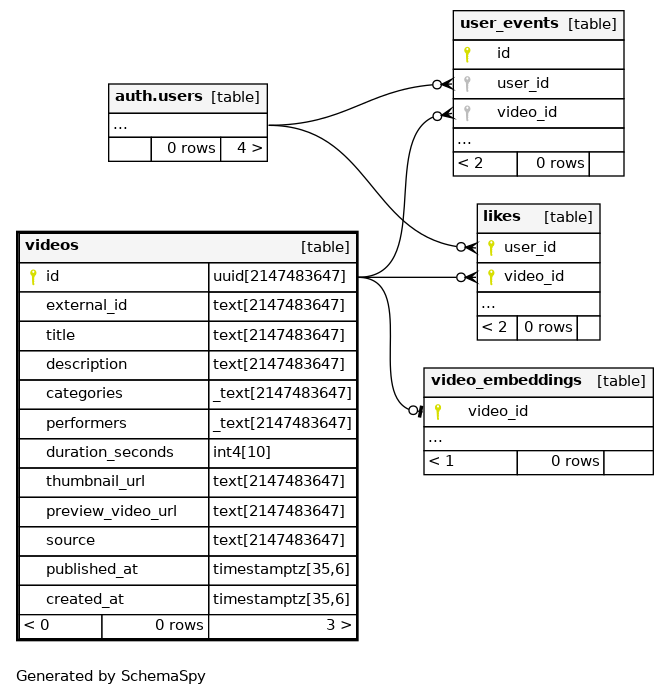 user_events [table]
id
user_id
video_id
...
< 2 0 rows
auth.users [table]
...
0 rows 4 >
likes [table]
user_id
video_id
...
< 2 0 rows
videos [table]
id uuid[2147483647]
external_id text[2147483647]
title text[2147483647]
description text[2147483647]
categories _text[2147483647]
performers _text[2147483647]
duration_seconds int4[10]
thumbnail_url text[2147483647]
preview_video_url text[2147483647]
source text[2147483647]
published_at timestamptz[35,6]
created_at timestamptz[35,6]
< 0 0 rows 3 >
video_embeddings [table]
video_id
...
< 1 0 rows
Generated by SchemaSpy